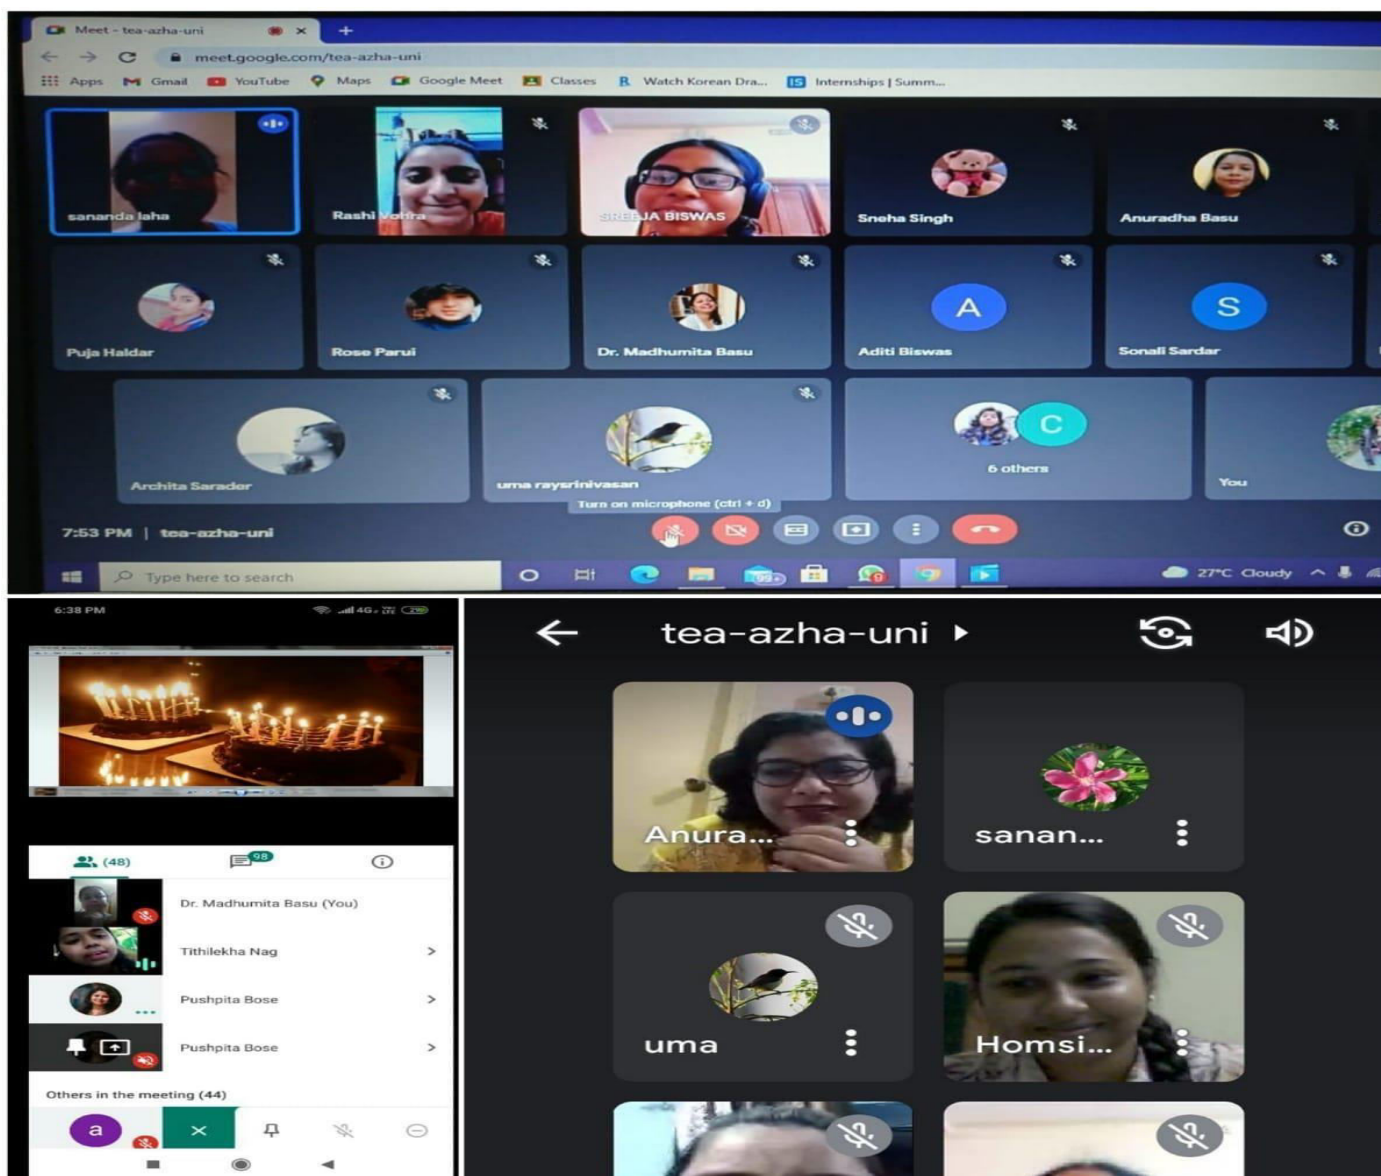 Meet - tea-azha-uni
meet.google.com/tea-azha-uni
Apps Gmail YouTube Maps Google Meet Classes Watch Korean Dra... Internships | Summ...
sananda laha
Rashi Vohra
SREEJA BISWAS
Sneha Singh
Anuradha Basu
Puja Haldar
Rose Parui
Dr. Madhumita Basu
A
Aditi Biswas
S
Sonali Sardar
Archita Sarader
uma raysrinivasan
C
6 others
You
Turn on microphone (ctrl + d)
7:53 PM | tea-azha-uni
Type here to search
99+
9
27°C Cloudy
6:38 PM
4G+
(48)
98
Dr. Madhumita Basu (You)
Tithilekha Nag
Pushpita Bose
Pushpita Bose
Others in the meeting (44)
a
tea-azha-uni
Anura...
sanan...
uma
Homsi...